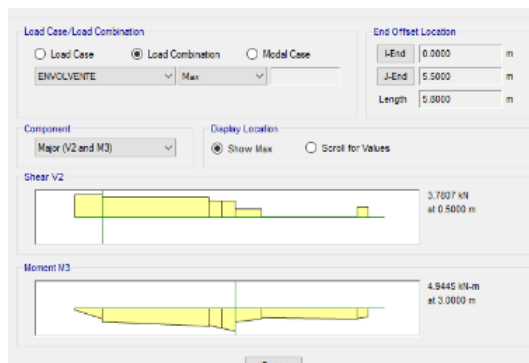 Load Case/Load Combination
Load Case
Load Combination
Modal Case
ENVOLVENTE
Max
End Offset Location
I-End
0.0000
m
J-End
5.5000
m
Length
5.8000
m
Component
Major (V2 and M3)
Display Location
Show Max
Scroll for Values
Shear V2
3.7807 kN
at 0.5000 m
Moment M3
4.9445 kN-m
at 3.0000 m